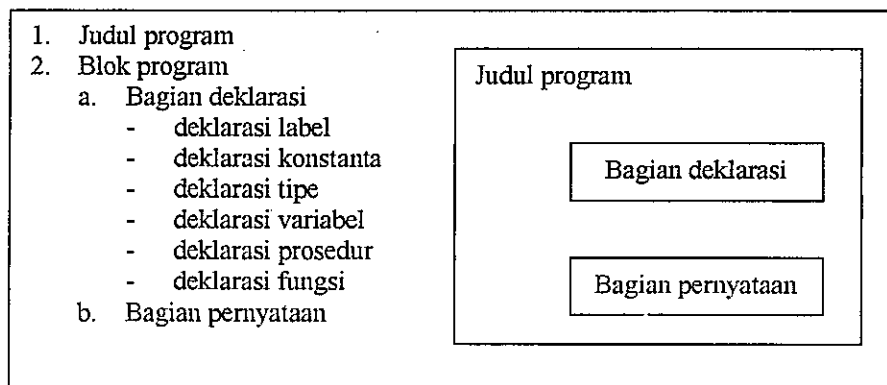 1. Judul program
2. Blok program
a. Bagian deklarasi
- deklarasi label
- deklarasi konstanta
- deklarasi tipe
- deklarasi variabel
- deklarasi prosedur
- deklarasi fungsi
b. Bagian pernyataan
Judul program
Bagian deklarasi
Bagian pernyataan